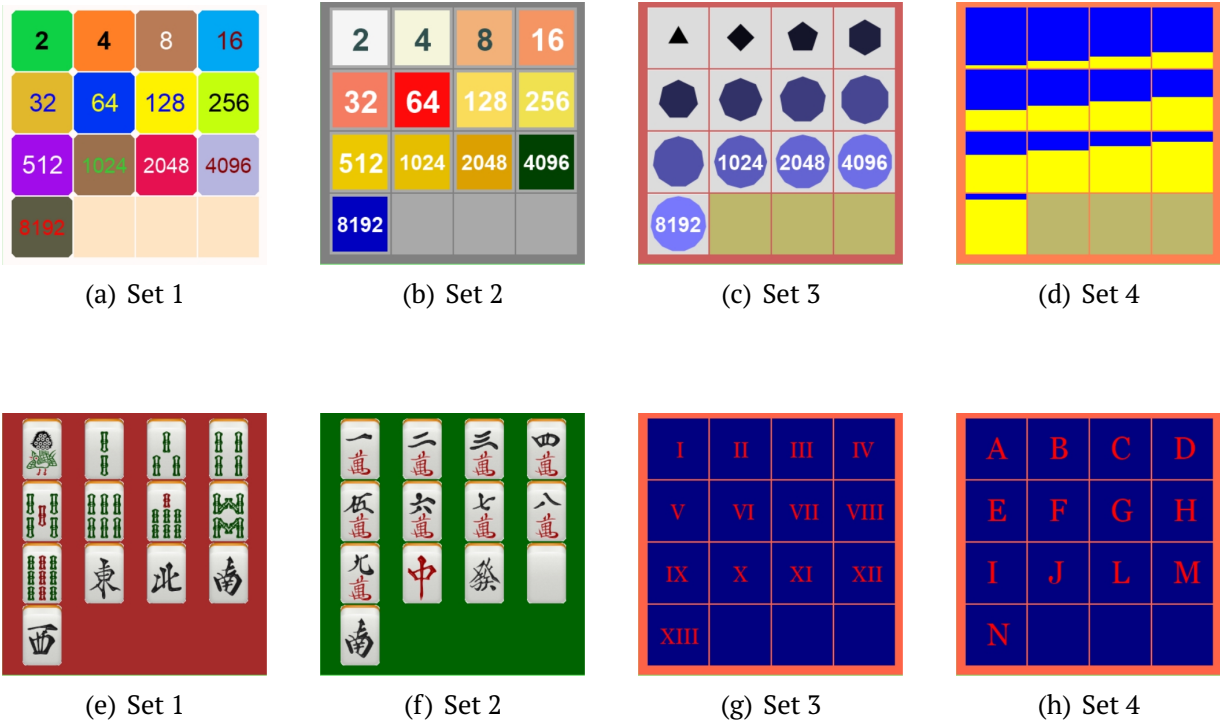 2 4 8 16
32 64 128 256
512 1024 2048 4096
8192
(a) Set 1
2 4 8 16
32 64 128 256
512 1024 2048 4096
8192
(b) Set 2
1024 2048 4096
8192
(c) Set 3
(d) Set 4
東 北 南
西
(e) Set 1
一萬 二萬 三萬 四萬
伍萬 六萬 七萬 八萬
九萬 中 發
南
(f) Set 2
I II III IV
V VI VII VIII
IX X XI XII
XIII
(g) Set 3
A B C D
E F G H
I J L M
N
(h) Set 4